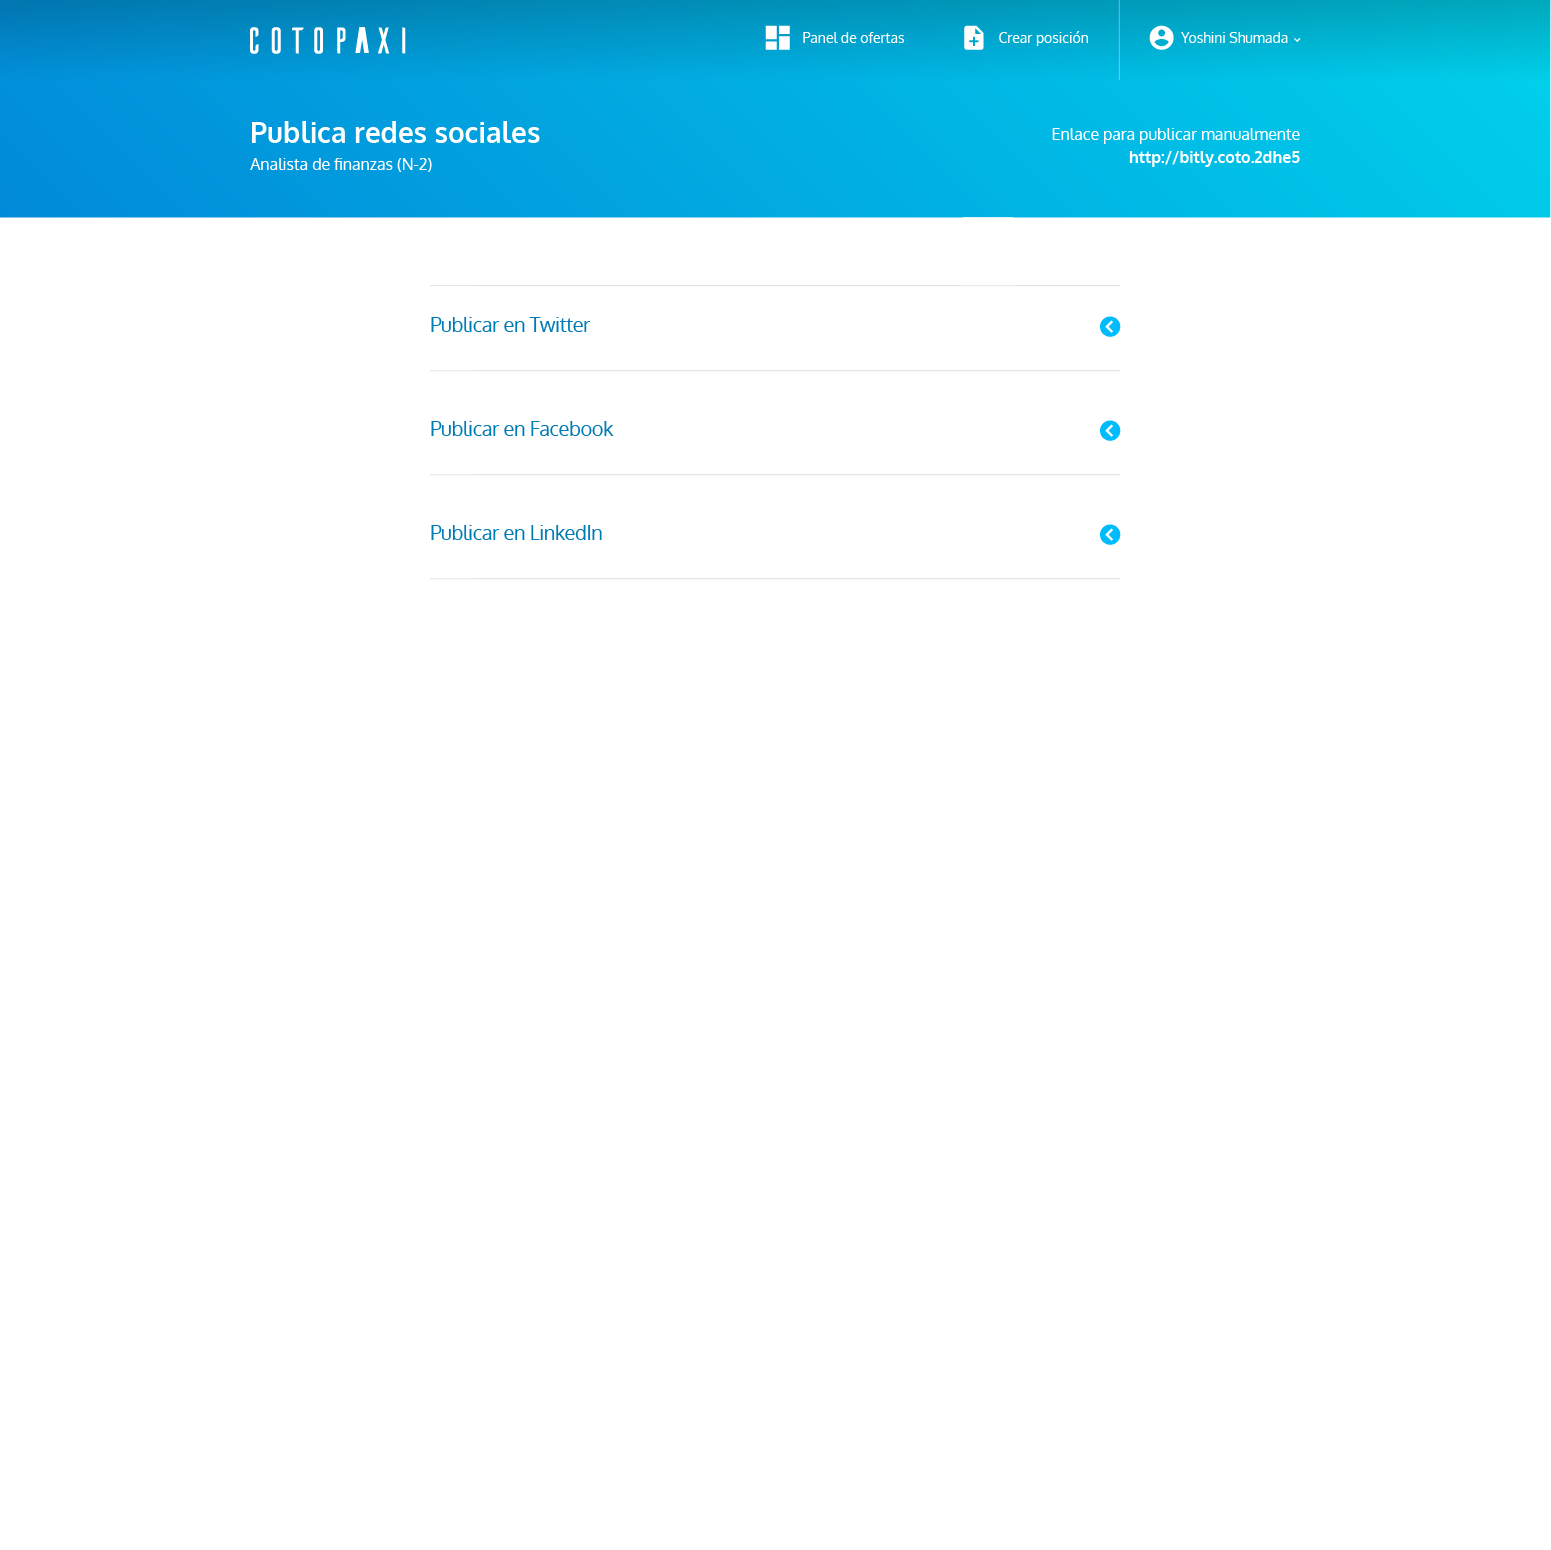 COTOPAXI
Panel de ofertas
Crear posición
Yoshini Shumada
Publica redes sociales
Analista de finanzas (N-2)
Enlace para publicar manualmente
http://bitly.coto.2dhe5
Publicar en Twitter
Publicar en Facebook
Publicar en LinkedIn